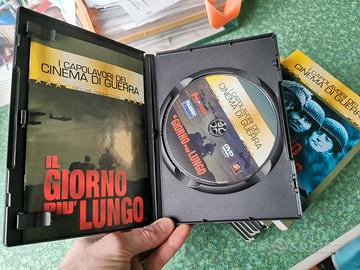 I CAPOLAVORI DEL
CINEMA DI GUERRA
IL
GIORNO
PIU' LUNGO
I CAPOLAVORI DEL
CINEMA DI GUERRA
IL GIORNO PIU' LUNGO
DVD
I CAPOLAVORI DEL
CINEMA DI GUERRA